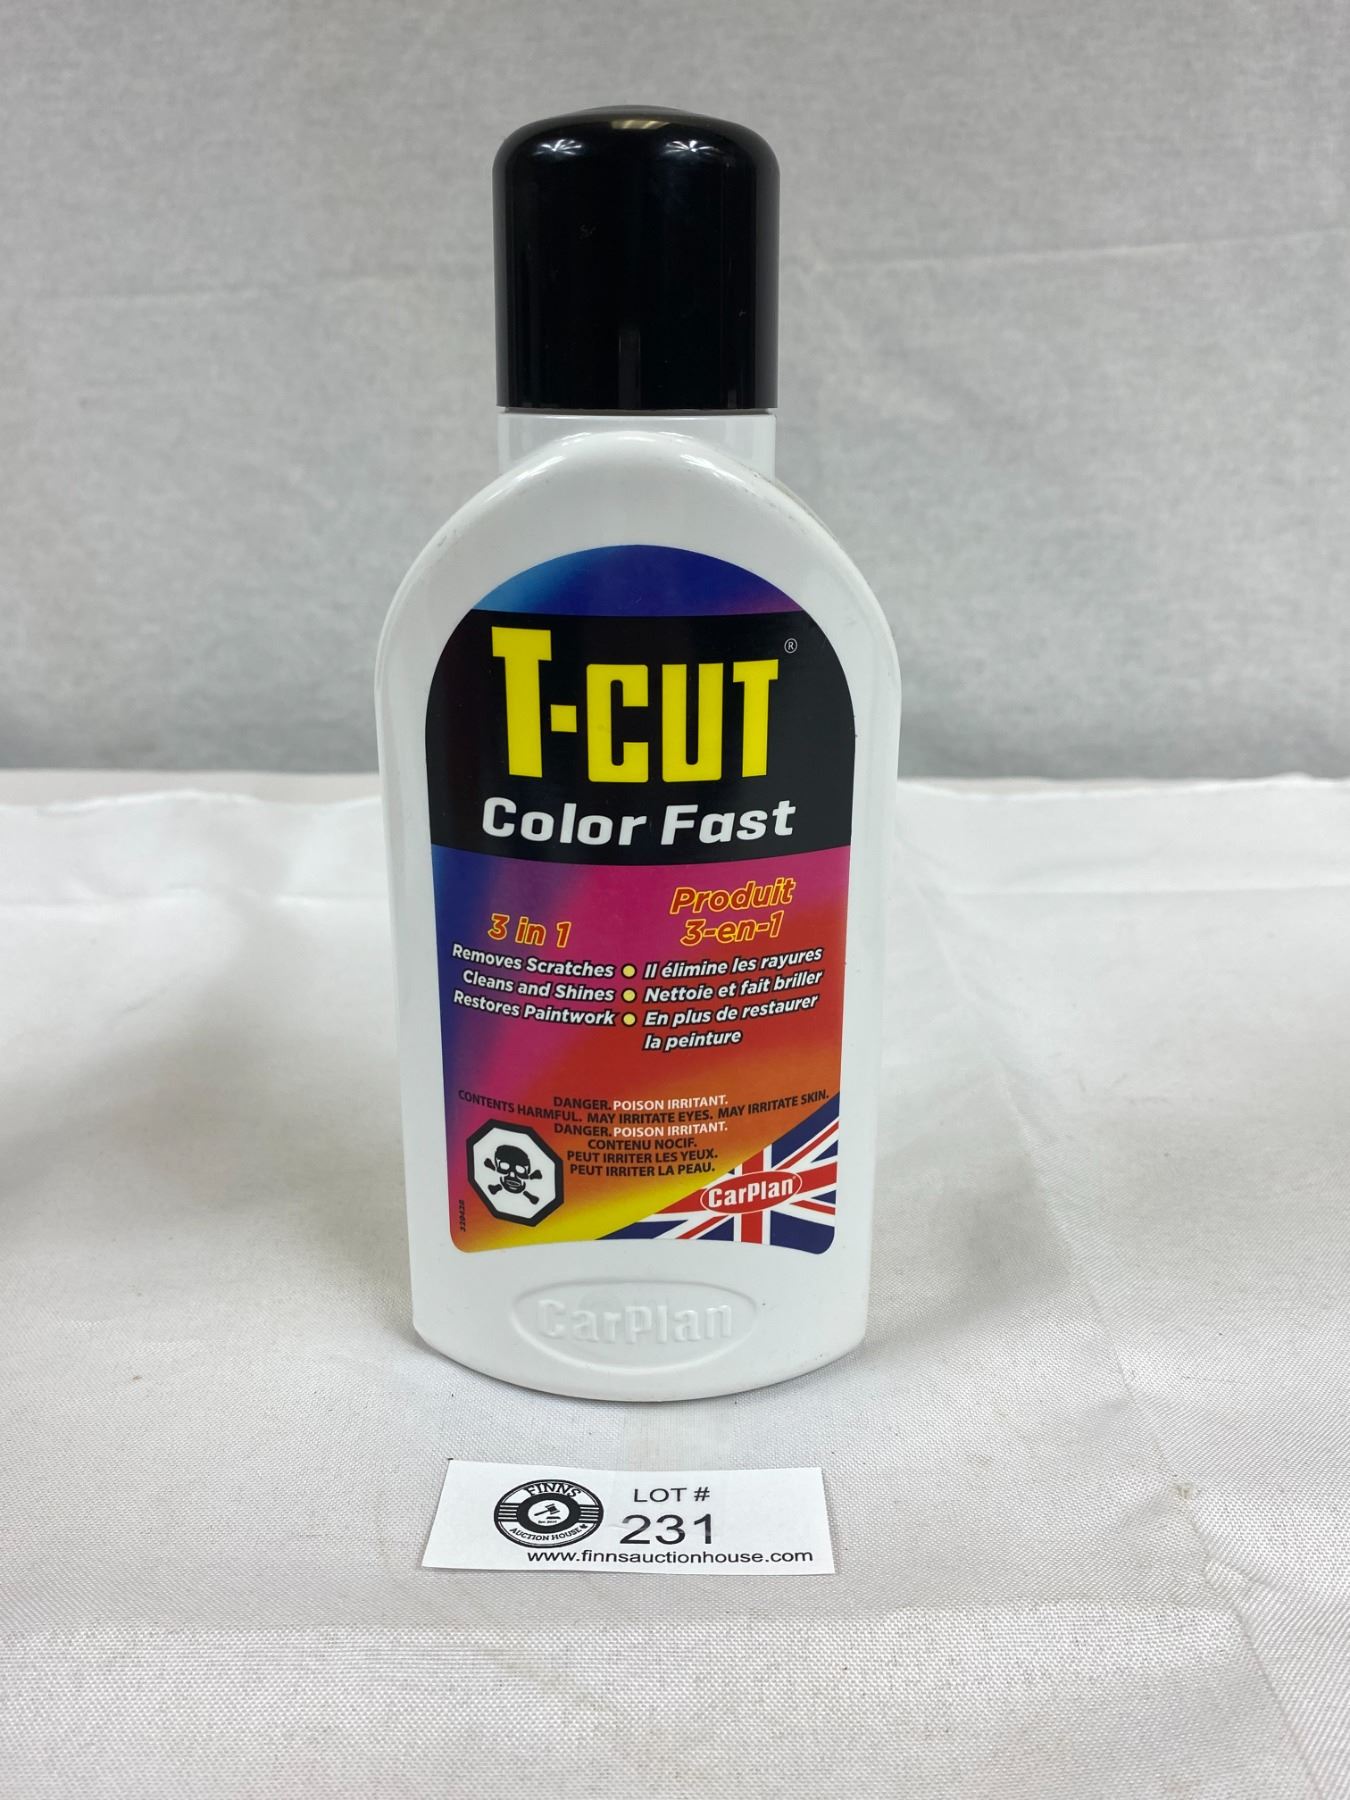 T-CUT®
Color Fast
3 in 1
Removes Scratches
Cleans and Shines
Restores Paintwork
Produit
3-en-1
Il élimine les rayures
Nettoie et fait briller
En plus de restaurer
la peinture
DANGER. POISON IRRITANT.
CONTENTS HARMFUL. MAY IRRITATE EYES. MAY IRRITATE SKIN.
DANGER. POISON IRRITANT.
CONTENU NOCIF.
PEUT IRRITER LES YEUX.
PEUT IRRITER LA PEAU.
CarPlan®
CarPlan
FINNS
AUCTION HOUSE
LOT #
231
www.finnsauctionhouse.com